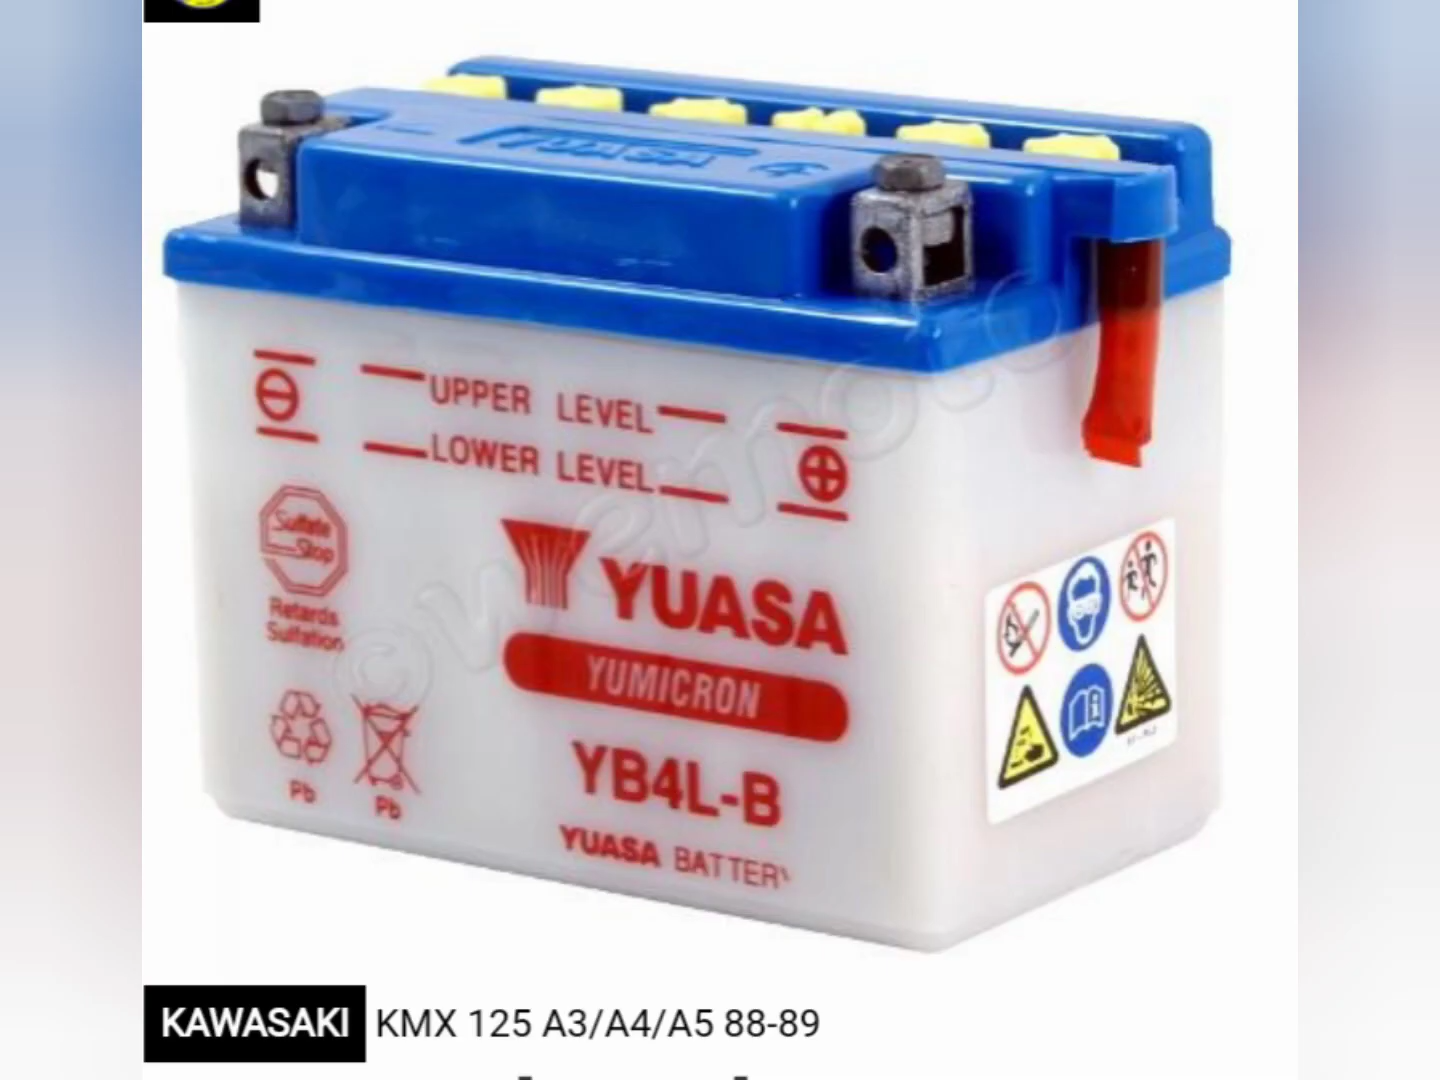 UPPER LEVEL
LOWER LEVEL
Sulfate
Stop
Retards
Sulfation
YUASA
YUMICRON
YB4L-B
YUASA BATTERY
Pb
Pb
©wemoto
KAWASAKI KMX 125 A3/A4/A5 88-89